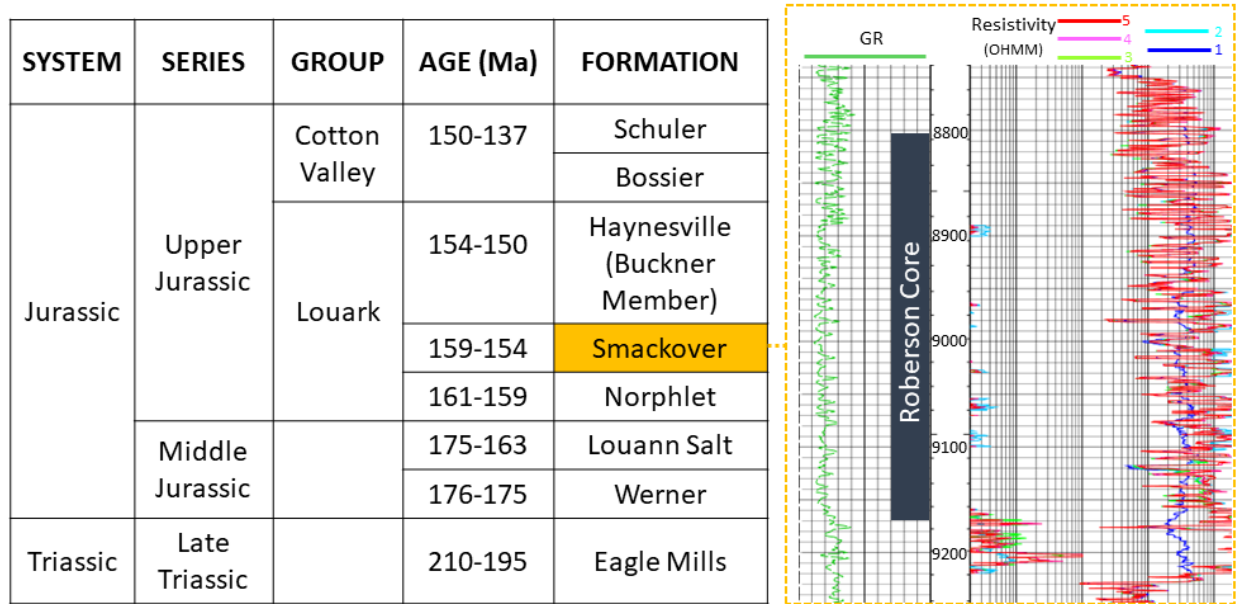 SYSTEM SERIES GROUP AGE (Ma) FORMATION
Jurassic
Upper
Jurassic
Cotton
Valley
150-137
Schuler
Bossier
Louark
154-150
Haynesville
(Buckner
Member)
159-154
Smackover
161-159
Norphlet
Middle
Jurassic
175-163
Louann Salt
176-175
Werner
Triassic
Late
Triassic
210-195
Eagle Mills
GR
Resistivity
(OHMM)
5
4
3
2
1
8800
8900
9000
9100
9200
Roberson Core